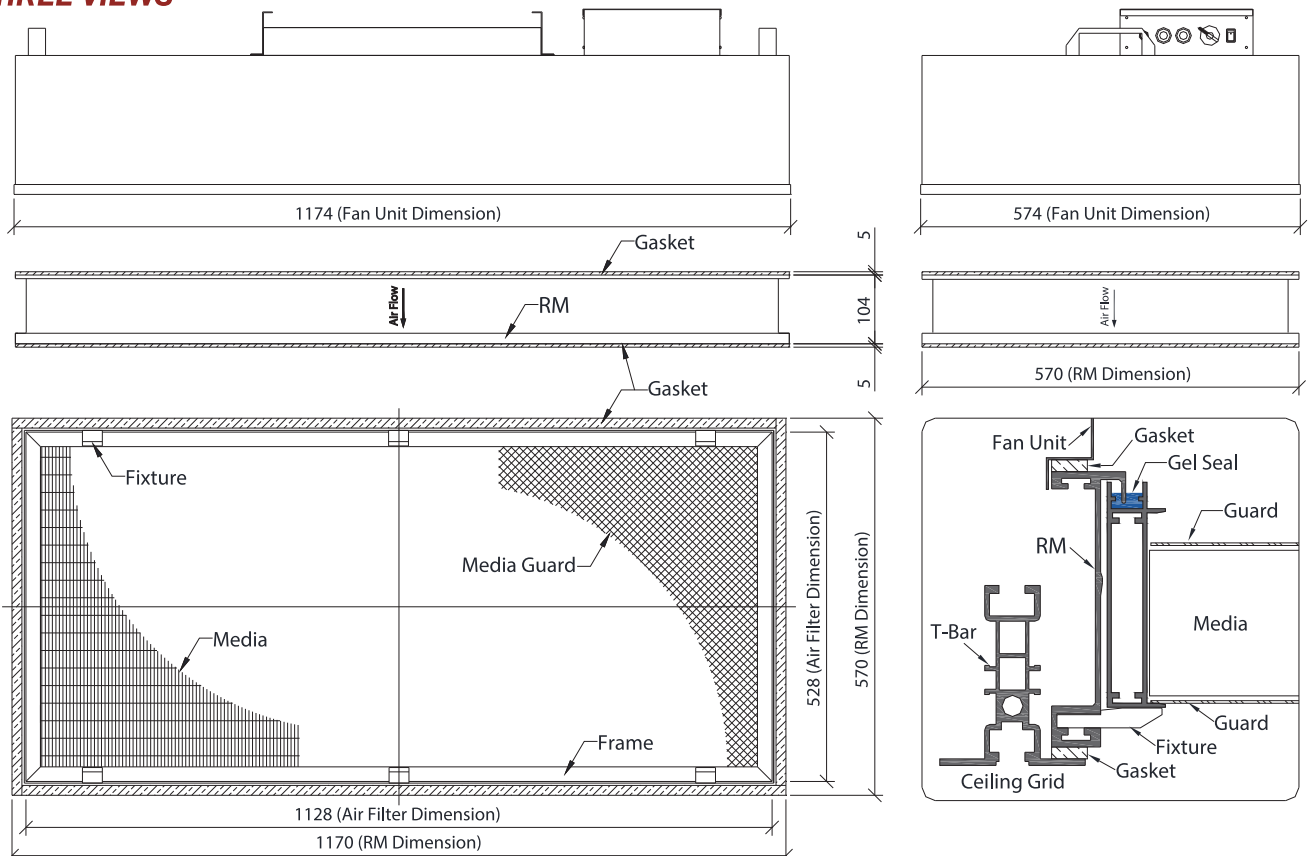 THREE VIEWS
1174 (Fan Unit Dimension)
574 (Fan Unit Dimension)
Gasket
5
Air Flow
RM
104
Air Flow
5
Gasket
570 (RM Dimension)
Fixture
Media Guard
Media
Frame
528 (Air Filter Dimension)
570 (RM Dimension)
1128 (Air Filter Dimension)
1170 (RM Dimension)
Fan Unit
Gasket
Gel Seal
Guard
RM
Media
T-Bar
Guard
Fixture
Gasket
Ceiling Grid